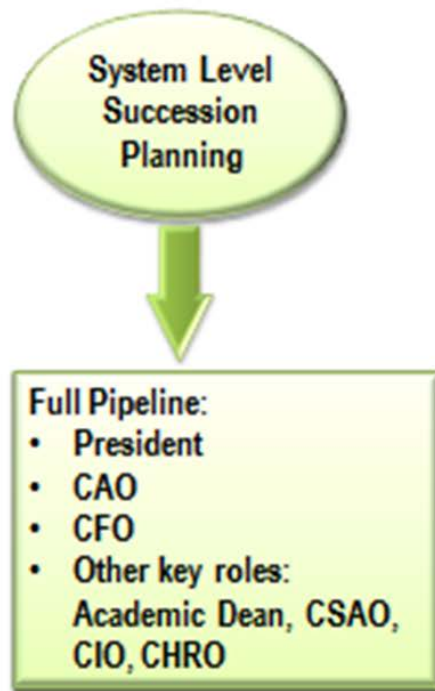 System Level
Succession
Planning
Full Pipeline:
• President
• CAO
• CFO
• Other key roles:
Academic Dean, CSAO,
CIO, CHRO